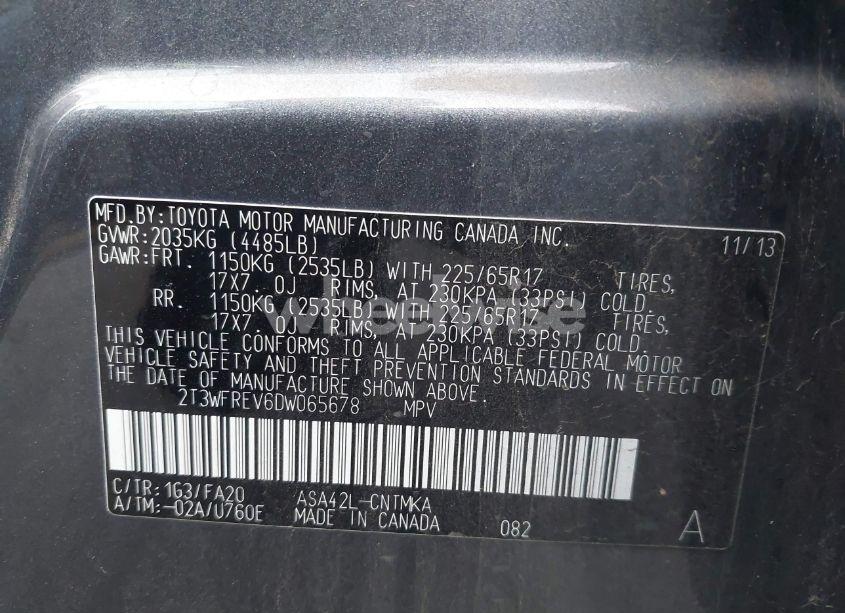 MFD.BY:TOYOTA MOTOR MANUFACTURING CANADA INC. 11/13
GVWR:2035KG (4485LB)
GAWR:FRT. 1150KG (2535LB) WITH 225/65R17 TIRES,
17X7.0J RIMS, AT 230KPA (33PSI) COLD.
RR. 1150KG (2535LB) WITH 225/65R17 TIRES,
17X7.0J RIMS, AT 230KPA (33PSI) COLD.
THIS VEHICLE CONFORMS TO ALL APPLICABLE FEDERAL MOTOR
VEHICLE SAFETY AND THEFT PREVENTION STANDARDS IN EFFECT ON
THE DATE OF MANUFACTURE SHOWN ABOVE.
2T3WFREV6DW065678 MPV
C/TR:1G3/FA20 ASA42L-CNTMKA
A/TM:-02A/U760E MADE IN CANADA 082 A